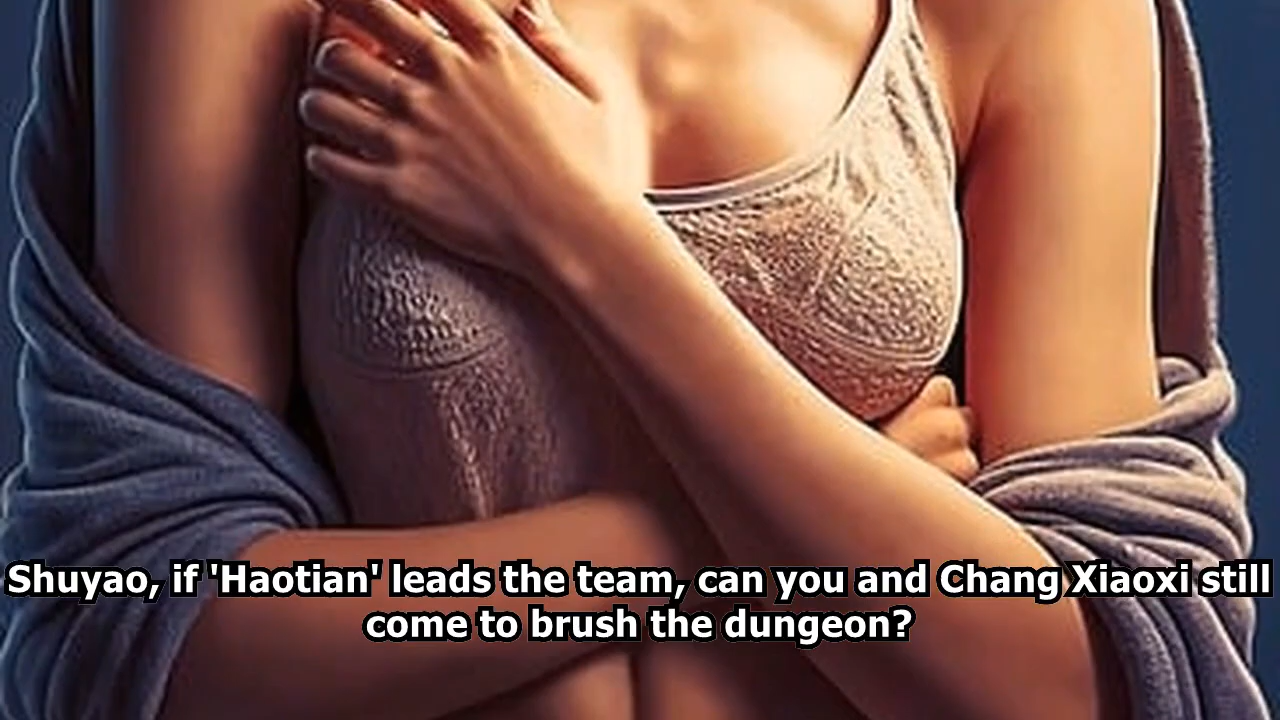 Shuyao, if 'Haotian' leads the team, can you and Chang Xiaoxi still
come to brush the dungeon?